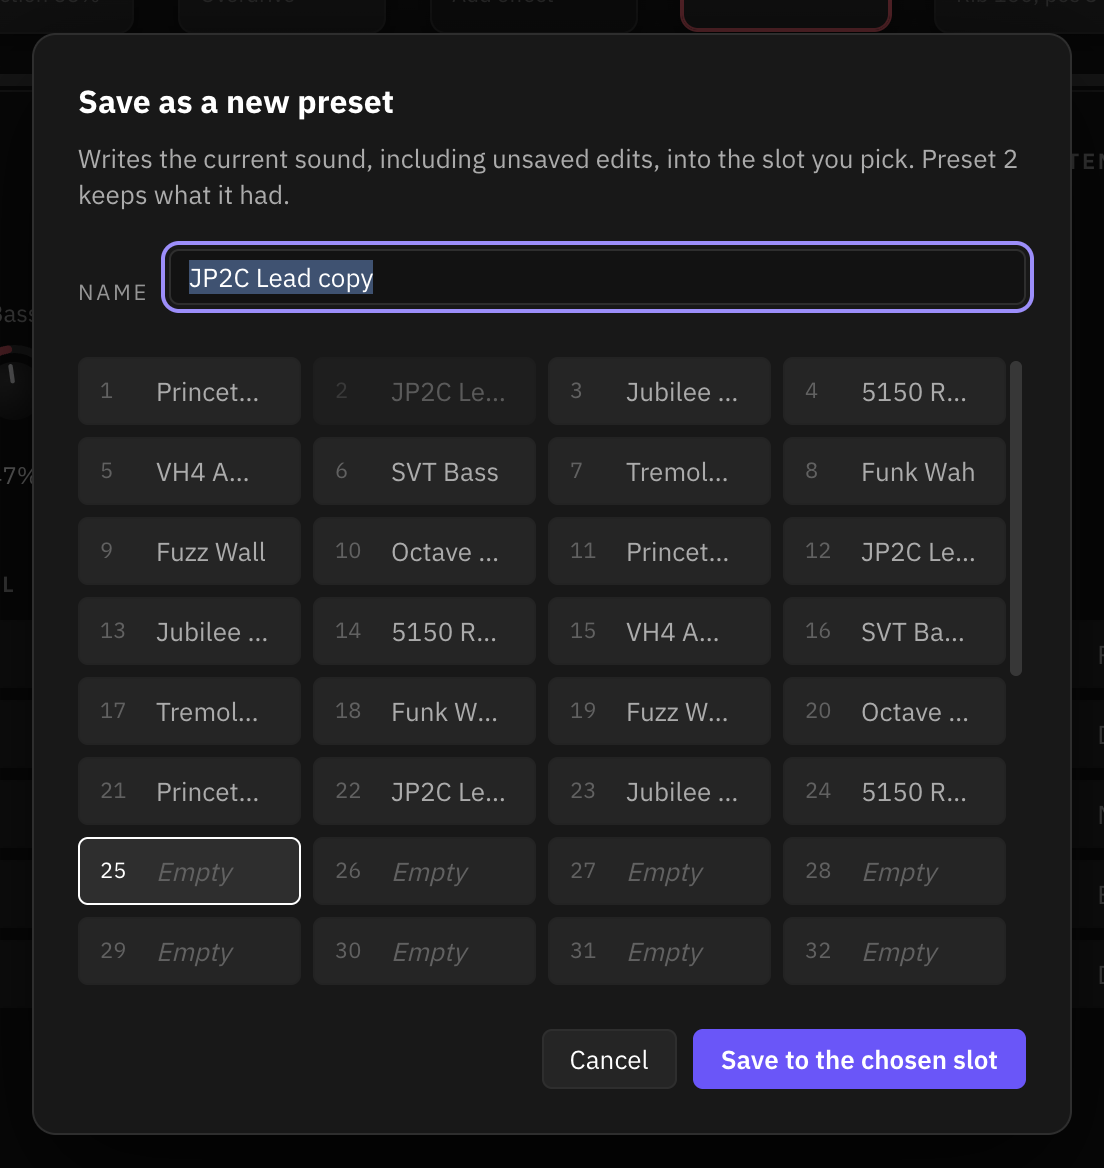 Save as a new preset
Writes the current sound, including unsaved edits, into the slot you pick. Preset 2
keeps what it had.
NAME JP2C Lead copy
1 Princet... 2 JP2C Le... 3 Jubilee ... 4 5150 R...
5 VH4 A... 6 SVT Bass 7 Tremol... 8 Funk Wah
9 Fuzz Wall 10 Octave ... 11 Princet... 12 JP2C Le...
13 Jubilee ... 14 5150 R... 15 VH4 A... 16 SVT Ba...
17 Tremol... 18 Funk W... 19 Fuzz W... 20 Octave ...
21 Princet... 22 JP2C Le... 23 Jubilee ... 24 5150 R...
25 Empty 26 Empty 27 Empty 28 Empty
29 Empty 30 Empty 31 Empty 32 Empty
Cancel Save to the chosen slot